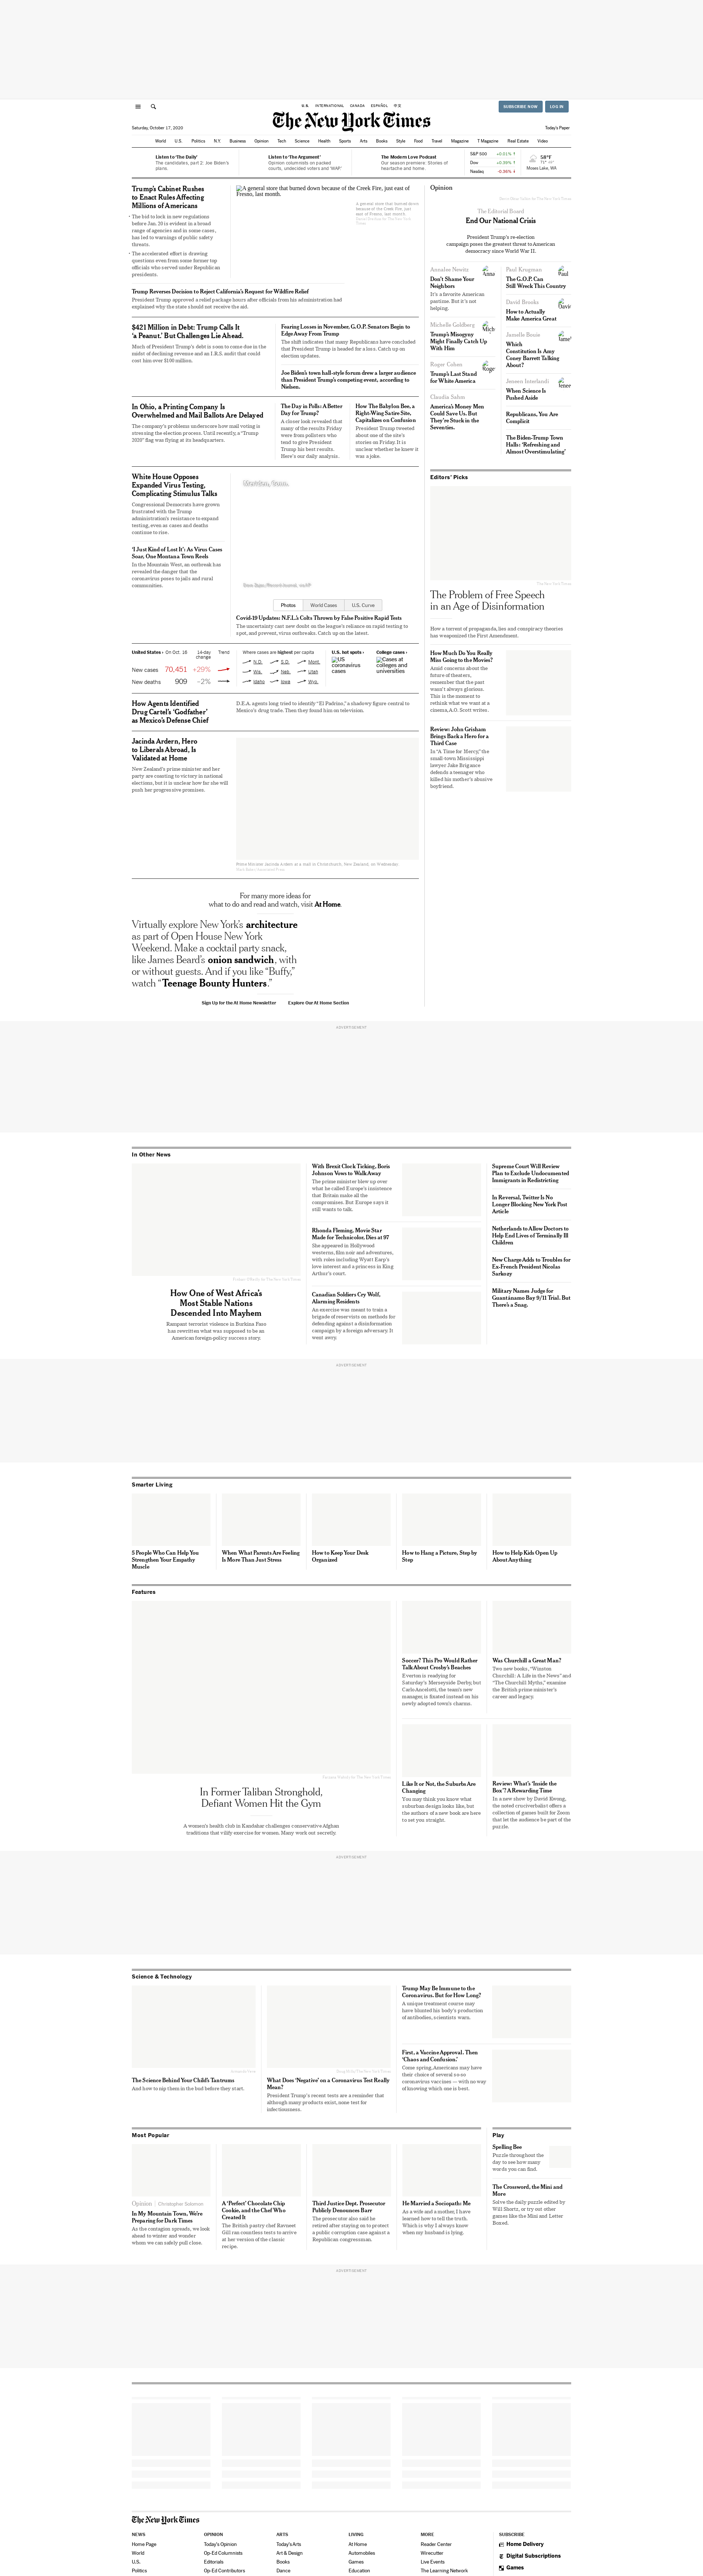 U.S. INTERNATIONAL CANADA ESPAÑOL 中文
SUBSCRIBE NOW
LOG IN
The New York Times
Saturday, October 17, 2020
Today's Paper
World U.S. Politics N.Y. Business Opinion Tech Science Health Sports Arts Books Style Food Travel Magazine T Magazine Real Estate Video
Listen to 'The Daily'
The candidates, part 2: Joe Biden's
plans.
Listen to 'The Argument'
Opinion columnists on packed
courts, undecided voters and 'WAP.'
The Modern Love Podcast
Our season premiere: Stories of
heartache and home.
S&P 500 +0.01% ↑
Dow +0.39% ↑
Nasdaq -0.36% ↓
58°F
71° 46°
Moses Lake, WA
Trump's Cabinet Rushes
to Enact Rules Affecting
Millions of Americans
• The bid to lock in new regulations
before Jan. 20 is evident in a broad
range of agencies and in some cases,
has led to warnings of public safety
threats.
• The accelerated effort is drawing
questions even from some former top
officials who served under Republican
presidents.
A general store that burned down because of the Creek Fire, just east of
Fresno, last month.
A general store that burned down
because of the Creek Fire, just
east of Fresno, last month.
Trump Reverses Decision to Reject California's Request for Wildfire Relief
President Trump approved a relief package hours after officials from his administration had
explained why the state should not receive the aid.
$421 Million in Debt: Trump Calls It
'a Peanut.' But Challenges Lie Ahead.
Much of President Trump's debt is soon to come due in the
midst of declining revenue and an I.R.S. audit that could
cost him over $100 million.
Fearing Losses in November, G.O.P. Senators Begin to
Edge Away From Trump
The shift indicates that many Republicans have concluded
that President Trump is headed for a loss. Catch up on
election updates.
Joe Biden's town hall-style forum drew a larger audience
than President Trump's competing event, according to
Nielsen.
In Ohio, a Printing Company Is
Overwhelmed and Mail Ballots Are Delayed
The company's problems underscore how mail voting is
stressing the election process. Until recently, a "Trump
2020" flag was flying at its headquarters.
The Day in Polls: A Better
Day for Trump?
A closer look revealed that
many of the results Friday
were from pollsters who
tend to give President
Trump his best results.
Here's our daily analysis.
How The Babylon Bee, a
Right-Wing Satire Site,
Capitalizes on Confusion
President Trump tweeted
about one of the site's
stories on Friday. It is
unclear whether he knew it
was a joke.
White House Opposes
Expanded Virus Testing,
Complicating Stimulus Talks
Congressional Democrats have grown
frustrated with the Trump
administration's resistance to expand
testing, even as cases and deaths
continue to rise.
'I Just Kind of Lost It': As Virus Cases
Soar, One Montana Town Reels
In the Mountain West, an outbreak has
revealed the danger that the
coronavirus poses to jails and rural
communities.
Meriden, Conn.
Photos World Cases U.S. Curve
Covid-19 Updates: N.F.L.'s Colts Thrown by False Positive Rapid Tests
The uncertainty cast new doubt on the league's reliance on rapid testing to
spot, and prevent, virus outbreaks. Catch up on the latest.
United States › On Oct. 16 14-day
change Trend
New cases 70,451 +29%
New deaths 909 –2%
Where cases are highest per capita
N.D. S.D. Mont.
Wis. Neb. Utah
Idaho Iowa Wyo.
U.S. hot spots ›
US
coronavirus
cases
College cases ›
Cases at
colleges and
universities
How Agents Identified
Drug Cartel's 'Godfather'
as Mexico's Defense Chief
D.E.A. agents long tried to identify "El Padrino," a shadowy figure central to
Mexico's drug trade. Then they found him on television.
Jacinda Ardern, Hero
to Liberals Abroad, Is
Validated at Home
New Zealand's prime minister and her
party are coasting to victory in national
elections, but it is unclear how far she will
push her progressive premises.
Prime Minister Jacinda Ardern at a mall in Christchurch, New Zealand, on Wednesday.
For many more ideas for
what to do and read and watch, visit At Home.
Virtually explore New York's architecture
as part of Open House New York
Weekend. Make a cocktail party snack,
like James Beard's onion sandwich, with
or without guests. And if you like "Buffy,"
watch "Teenage Bounty Hunters."
Sign Up for the At Home Newsletter Explore Our At Home Section
Opinion
The Editorial Board
End Our National Crisis
President Trump's re-election
campaign poses the greatest threat to American
democracy since World War II.
Annalee Newitz
Don't Shame Your
Neighbors
It's a favorite American
pastime. But it's not
helping.
Michelle Goldberg
Trump's Misogyny
Might Finally Catch Up
With Him
Roger Cohen
Trump's Last Stand
for White America
Claudia Sahm
America's Money Men
Could Save Us. But
They're Stuck in the
Seventies.
Paul Krugman
The G.O.P. Can
Still Wreck This Country
David Brooks
How to Actually
Make America Great
Jamelle Bouie
Which
Constitution Is Amy
Coney Barrett Talking
About?
Jeneen Interlandi
When Science Is
Pushed Aside
Republicans, You Are
Complicit
The Biden-Trump Town
Halls: 'Refreshing and
Almost Overstimulating'
Editors' Picks
The New York Times
The Problem of Free Speech
in an Age of Disinformation
How a torrent of propaganda, lies and conspiracy theories
has weaponized the First Amendment.
How Much Do You Really
Miss Going to the Movies?
Amid concerns about the
future of theaters,
remember that the past
wasn't always glorious.
This is the moment to
rethink what we want at a
cinema, A.O. Scott writes.
Review: John Grisham
Brings Back a Hero for a
Third Case
In "A Time for Mercy," the
small-town Mississippi
lawyer Jake Brigance
defends a teenager who
killed his mother's abusive
boyfriend.
ADVERTISEMENT
In Other News
How One of West Africa's
Most Stable Nations
Descended Into Mayhem
Rampant terrorist violence in Burkina Faso
has overtitten what was supposed to be an
American foreign-policy success story.
With Brexit Clock Ticking, Boris
Johnson Vows to Walk Away
The prime minister blew up over
what he called Europe's insistence
that Britain make all the
compromises. But Europe says it
still wants to talk.
Rhonda Fleming, Movie Star
Made for Technicolor, Dies at 97
She appeared in Hollywood
westerns, film noir and adventures,
with roles including Wyatt Earp's
love interest and a princess in King
Arthur's court.
Canadian Soldiers Cry Wolf,
Alarming Residents
An exercise was meant to train a
brigade of reservists on methods for
defending against a disinformation
campaign by a foreign adversary. It
went awry.
Supreme Court Will Review
Plan to Exclude Undocumented
Immigrants in Redistricting
In Reversal, Twitter Is No
Longer Blocking New York Post
Article
Netherlands to Allow Doctors to
Help End Lives of Terminally Ill
Children
New Charge Adds to Troubles for
Ex-French President Nicolas
Sarkozy
Military Names Judge for
Guantánamo Bay 9/11 Trial. But
There's a Snag.
ADVERTISEMENT
Smarter Living
5 People Who Can Help You
Strengthen Your Empathy
Muscle
When What Parents Are Feeling
Is More Than Just Stress
How to Keep Your Desk
Organized
How to Hang a Picture, Step by
Step
How to Help Kids Open Up
About Anything
Features
In Former Taliban Stronghold,
Defiant Women Hit the Gym
A women's health club in Kandahar challenges conservative Afghan
traditions that vilify exercise for women. Many work out secretly.
Soccer? This Pro Would Rather
Talk About Crosby's Beaches
Everton is readying for
Saturday's Merseyside Derby, but
Carlo Ancelotti, the team's new
manager, is fixated instead on his
newly adopted town's charms.
Was Churchill a Great Man?
Two new books, "Winston
Churchill: A Life in the News" and
"The Churchill Myths," examine
the British prime minister's
career and legacy.
Like It or Not, the Suburbs Are
Changing
You may think you know what
suburban design looks like, but
the authors of a new book are here
to set you straight.
Review: What's 'Inside the
Box'? A Rewarding Time
In a new show by David Kwong,
the noted cruciverbalist offers a
collection of games built for Zoom
that let the audience be part of the
puzzle.
ADVERTISEMENT
Science & Technology
The Science Behind Your Child's Tantrums
And how to nip them in the bud before they start.
What Does 'Negative' on a Coronavirus Test Really
Mean?
President Trump's recent tests are a reminder that
although many products exist, none test for
infectiousness.
Trump May Be Immune to the
Coronavirus. But for How Long?
A unique treatment course may
have blunted his body's production
of antibodies, scientists warn.
First, a Vaccine Approval. Then
'Chaos and Confusion.'
Come spring, Americans may have
their choice of several so-so
coronavirus vaccines — with no way
of knowing which one is best.
Most Popular
Opinion | Christopher Solomon
In My Mountain Town, We're
Preparing for Dark Times
As the contagion spreads, we look
ahead to winter and wonder
where we can safely pull close.
A 'Perfect' Chocolate Chip
Cookie, and the Chef Who
Created It
The British pastry chef Ravneet
Gill ran countless tests to arrive
at her version of the classic
recipe.
Third Justice Dept. Prosecutor
Publicly Denounces Barr
The prosecutor also said he
retired after staying on to protect
a public corruption case against a
Republican congressman.
He Married a Sociopath: Me
As a wife and a mother, I have
learned how to tell the truth.
Which is why I always know
when my husband is lying.
Play
Spelling Bee
Puzzle throughout the
day to see how many
words you can find.
The Crossword, the Mini and
More
Solve the daily puzzle edited by
Will Shortz, or try out other
games like the Mini and Letter
Boxed.
ADVERTISEMENT
The New York Times
NEWS
Home Page
World
U.S.
Politics
OPINION
Today's Opinion
Op-Ed Columnists
Editorials
Op-Ed Contributors
ARTS
Today's Arts
Art & Design
Books
Dance
LIVING
At Home
Automobiles
Games
Education
MORE
Reader Center
Wirecutter
Live Events
The Learning Network
SUBSCRIBE
Home Delivery
Digital Subscriptions
Games